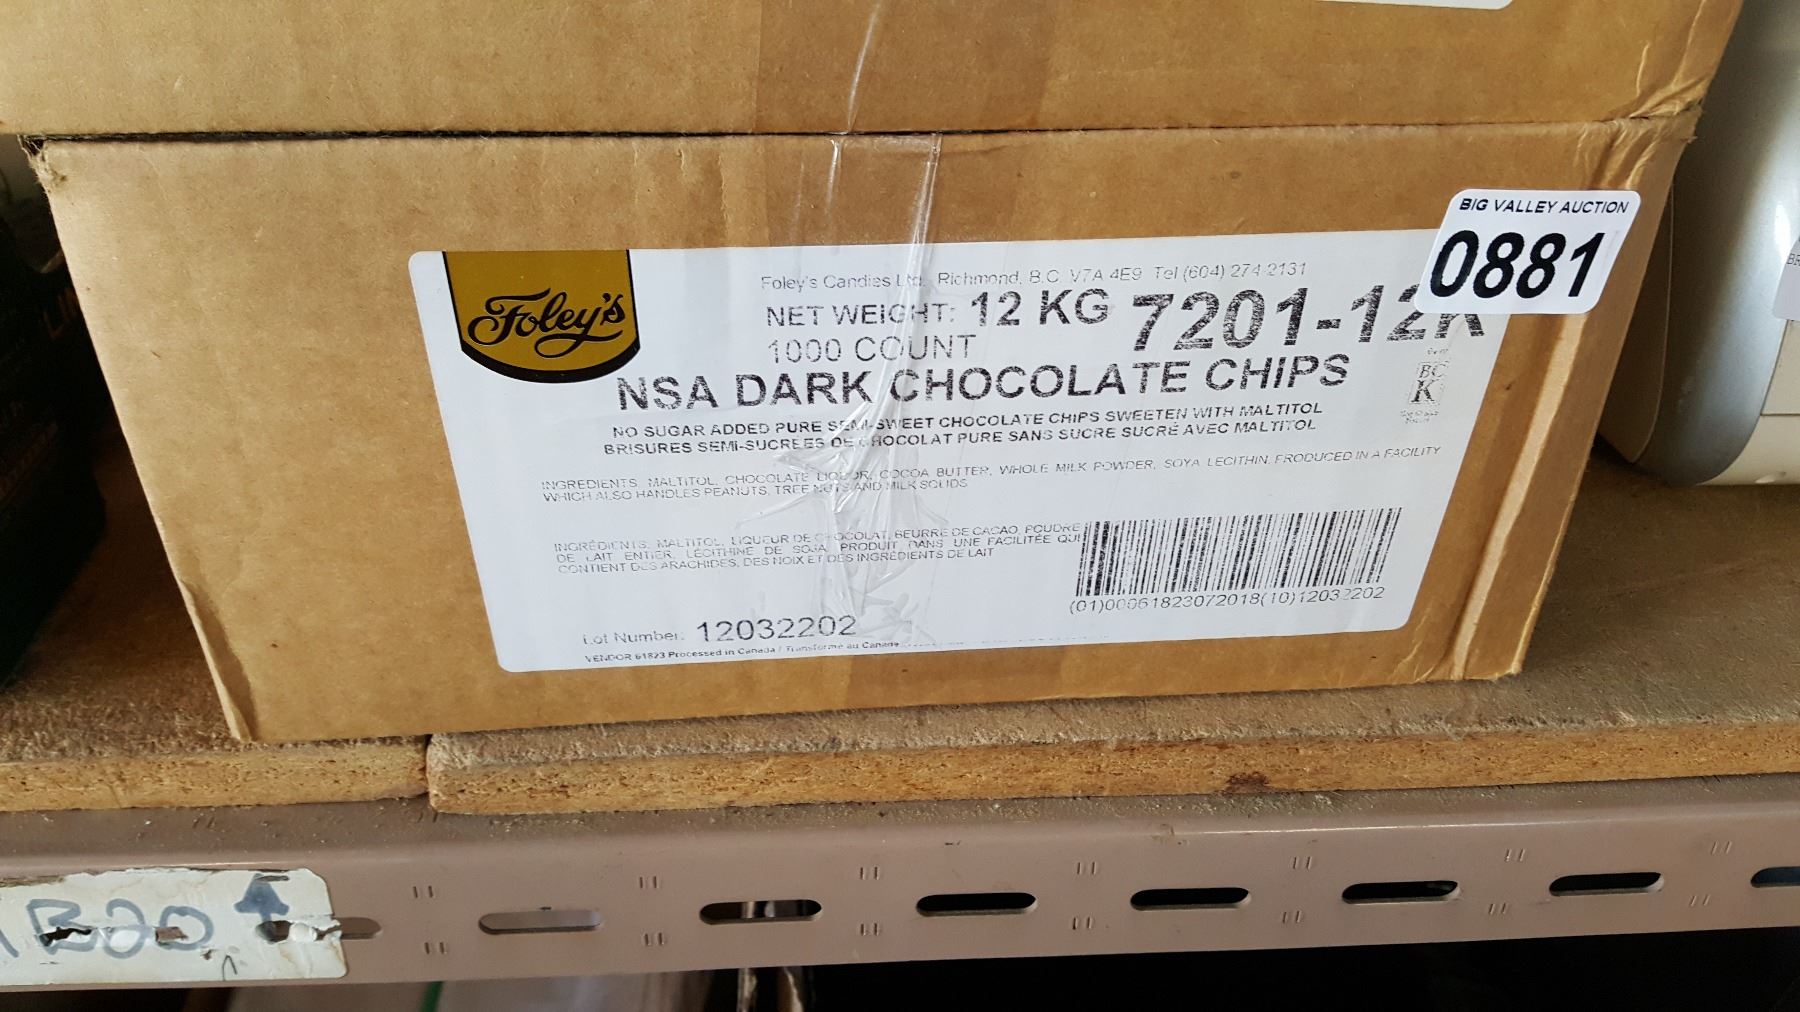 BIG VALLEY AUCTION
0881
Foley's
Foley's Candies Ltd. Richmond, B.C. V7A 4E9 Tel (604) 274-2131
NET WEIGHT: 12 KG 7201-12K
1000 COUNT
NSA DARK CHOCOLATE CHIPS
NO SUGAR ADDED PURE SEMI-SWEET CHOCOLATE CHIPS SWEETEN WITH MALTITOL
BRISURES SEMI-SUCREES DE CHOCOLAT PURE SANS SUCRE SUCRÉ AVEC MALTITOL
BC
K
INGREDIENTS: MALTITOL, CHOCOLATE LIQUOR, COCOA BUTTER, WHOLE MILK POWDER, SOYA LECITHIN. PRODUCED IN A FACILITY
WHICH ALSO HANDLES PEANUTS, TREE NUTS AND MILK SOLIDS
INGRÉDIENTS: MALTITOL, LIQUEUR DE CHOCOLAT, BEURRE DE CACAO, POUDRE
DE LAIT ENTIER, LÉCITHINE DE SOJA. PRODUIT DANS UNE FACILITÉE QUI
CONTIENT DES ARACHIDES, DES NOIX ET DES INGRÉDIENTS DE LAIT
(01)00061823072018(10)12032202
Lot Number: 12032202
VENDOR 61823 Processed in Canada / Transforme au Canada
B20